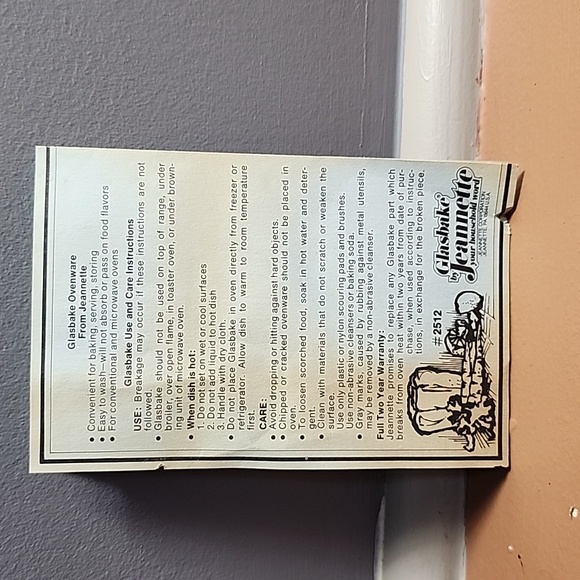 Glasbake Ovenware
From Jeannette
• Convenient for baking, serving, storing
• Easy to wash—will not absorb or pass on food flavors
• For conventional and microwave ovens
Glasbake Use and Care Instructions
USE: Breakage may occur if these instructions are not
followed.
• Glasbake should not be used on top of range, under
broiler, over open flame, in toaster oven, or under brown-
ing unit of microwave oven.
• When dish is hot:
1. Do not set on wet or cool surfaces
2. Do not add liquid to hot dish
3. Handle with dry cloth.
• Do not place Glasbake in oven directly from freezer or
refrigerator. Allow dish to warm to room temperature
first.
CARE:
• Avoid dropping or hitting against hard objects.
• Chipped or cracked ovenware should not be placed in
oven.
• To loosen scorched food, soak in hot water and deter-
gent.
• Clean with materials that do not scratch or weaken the
surface.
Use only plastic or nylon scouring pads and brushes.
Use non-abrasive cleansers or baking soda.
• Gray marks, caused by rubbing against metal utensils,
may be removed by a non-abrasive cleanser.
Full Two Year Warranty:
Jeannette promises to replace any Glasbake part which
breaks from oven heat within two years from date of pur-
chase, when used according to instruc-
tions, in exchange for the broken piece.
#2512
Glasbake®
by Jeannette
your household word
JEANNETTE CORPORATION
JEANNETTE, PA. 15644 U.S.A.